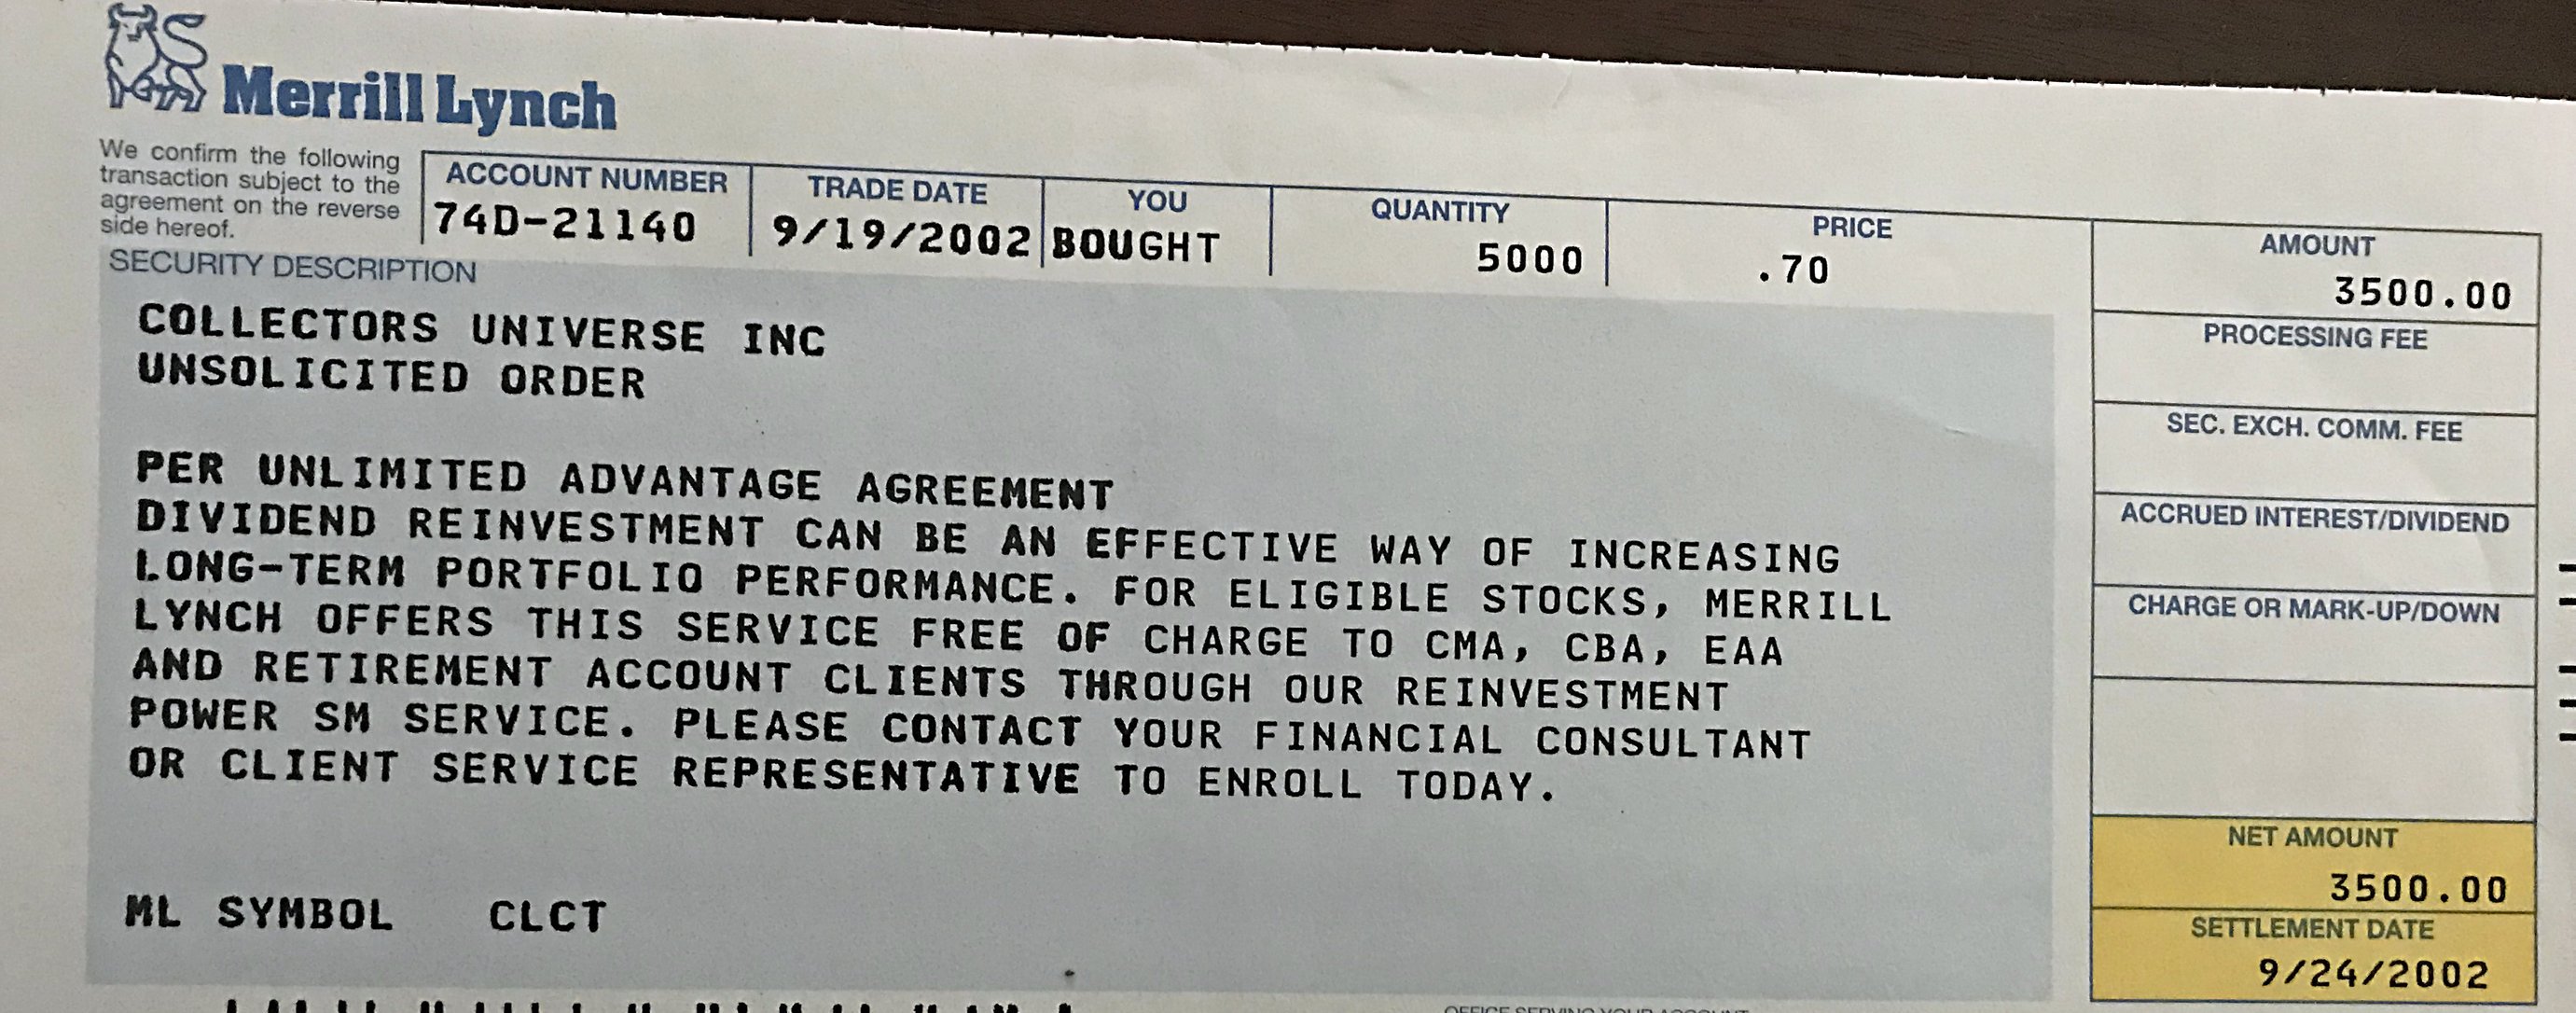 Merrill Lynch
We confirm the following
transaction subject to the
agreement on the reverse
side hereof.
ACCOUNT NUMBER
74D-21140
TRADE DATE
9/19/2002
YOU
BOUGHT
QUANTITY
5000
PRICE
.70
AMOUNT
3500.00
SECURITY DESCRIPTION
COLLECTORS UNIVERSE INC
UNSOLICITED ORDER
PER UNLIMITED ADVANTAGE AGREEMENT
DIVIDEND REINVESTMENT CAN BE AN EFFECTIVE WAY OF INCREASING
LONG-TERM PORTFOLIO PERFORMANCE. FOR ELIGIBLE STOCKS, MERRILL
LYNCH OFFERS THIS SERVICE FREE OF CHARGE TO CMA, CBA, EAA
AND RETIREMENT ACCOUNT CLIENTS THROUGH OUR REINVESTMENT
POWER SM SERVICE. PLEASE CONTACT YOUR FINANCIAL CONSULTANT
OR CLIENT SERVICE REPRESENTATIVE TO ENROLL TODAY.
ML SYMBOL CLCT
PROCESSING FEE
SEC. EXCH. COMM. FEE
ACCRUED INTEREST/DIVIDEND
CHARGE OR MARK-UP/DOWN
NET AMOUNT
3500.00
SETTLEMENT DATE
9/24/2002